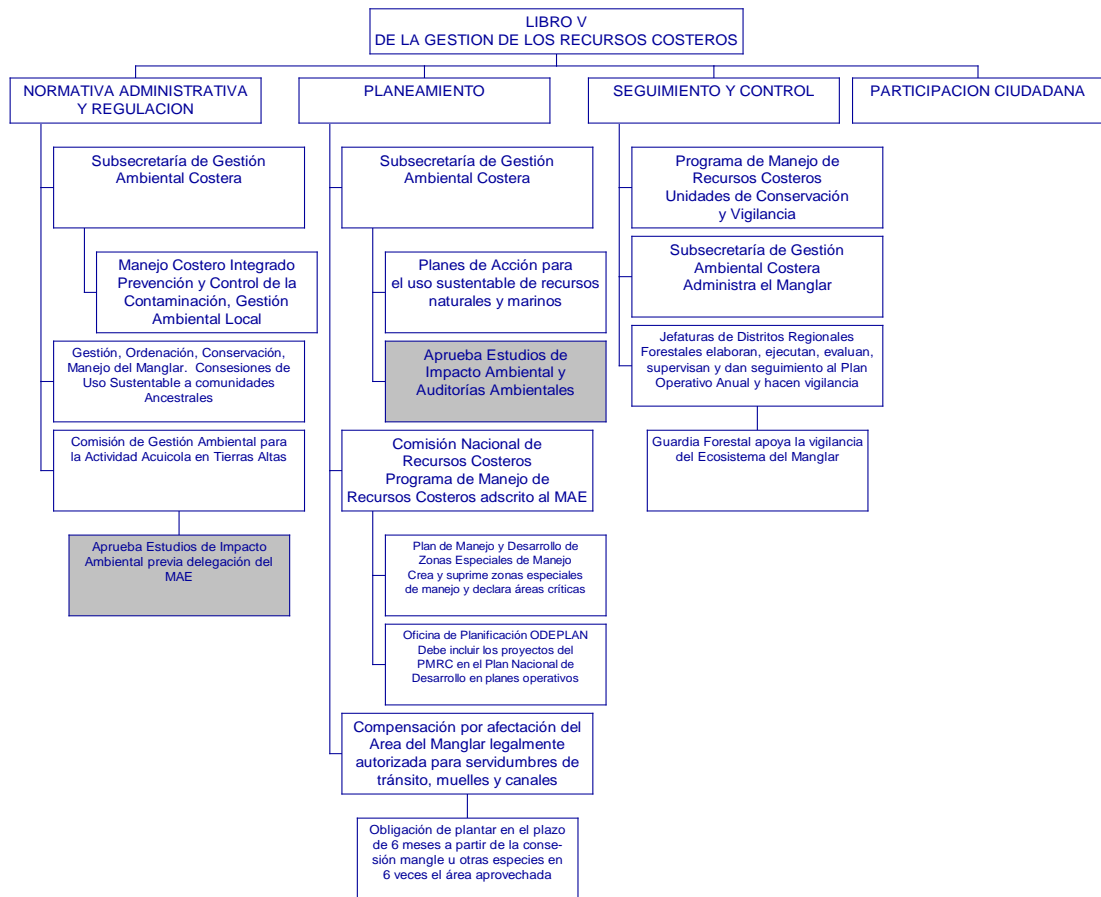 LIBRO V
DE LA GESTION DE LOS RECURSOS COSTEROS
NORMATIVA ADMINISTRATIVA
Y REGULACION
PLANEAMIENTO
SEGUIMIENTO Y CONTROL
PARTICIPACION CIUDADANA
Subsecretaría de Gestión
Ambiental Costera
Manejo Costero Integrado
Prevención y Control de la
Contaminación, Gestión
Ambiental Local
Gestión, Ordenación, Conservación,
Manejo del Manglar. Consesiones de
Uso Sustentable a comunidades
Ancestrales
Comisión de Gestión Ambiental para
la Actividad Acuicola en Tierras Altas
Aprueba Estudios de Impacto
Ambiental previa delegación del
MAE
Subsecretaría de Gestión
Ambiental Costera
Planes de Acción para
el uso sustentable de recursos
naturales y marinos
Aprueba Estudios de
Impacto Ambiental y
Auditorías Ambientales
Comisión Nacional de
Recursos Costeros
Programa de Manejo de
Recursos Costeros adscrito al MAE
Plan de Manejo y Desarrollo de
Zonas Especiales de Manejo
Crea y suprime zonas especiales
de manejo y declara áreas críticas
Oficina de Planificación ODEPLAN
Debe incluir los proyectos del
PMRC en el Plan Nacional de
Desarrollo en planes operativos
Compensación por afectación del
Area del Manglar legalmente
autorizada para servidumbres de
tránsito, muelles y canales
Obligación de plantar en el plazo
de 6 meses a partir de la conse-
sión mangle u otras especies en
6 veces el área aprovechada
Programa de Manejo de
Recursos Costeros
Unidades de Conservación
y Vigilancia
Subsecretaría de Gestión
Ambiental Costera
Administra el Manglar
Jefaturas de Distritos Regionales
Forestales elaboran, ejecutan, evaluan,
supervisan y dan seguimiento al Plan
Operativo Anual y hacen vigilancia
Guardia Forestal apoya la vigilancia
del Ecosistema del Manglar